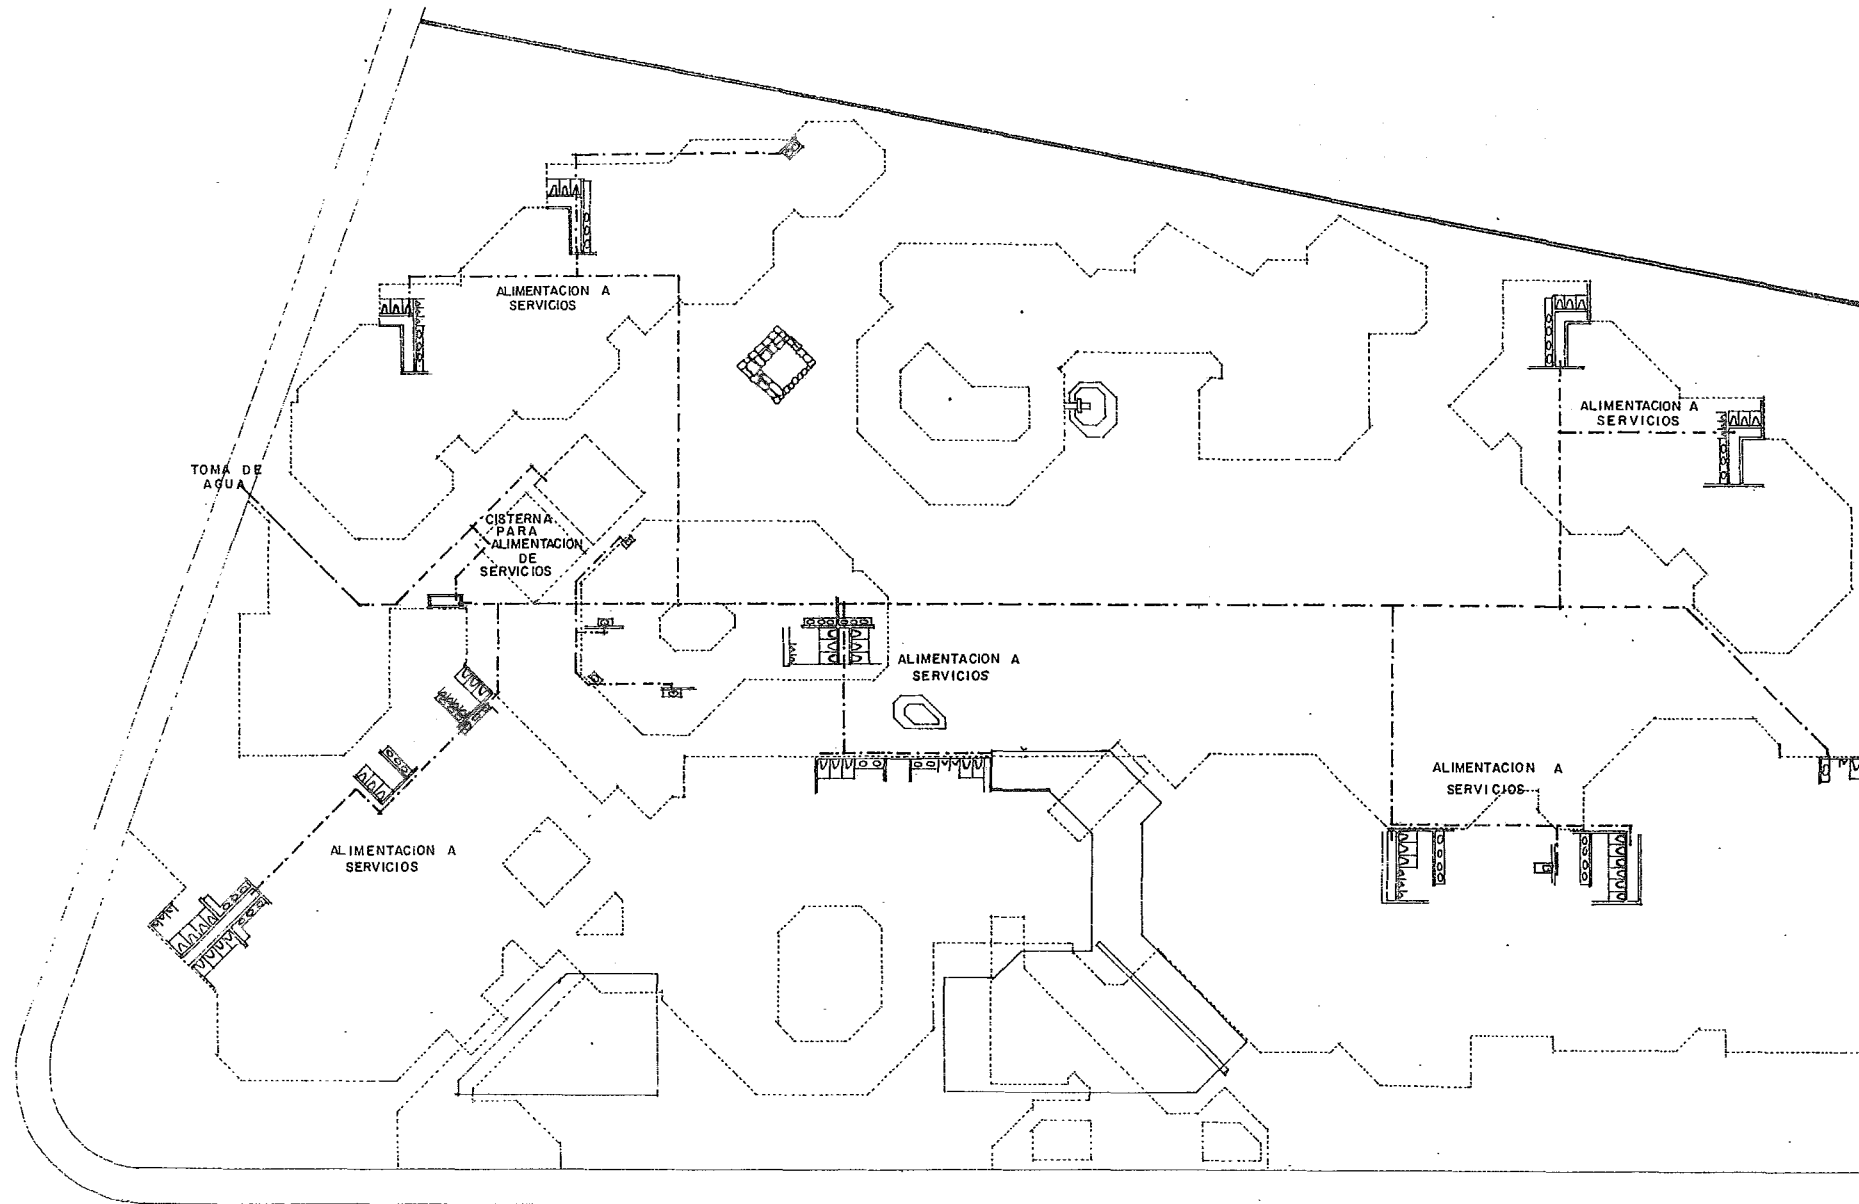 ALIMENTACION A
SERVICIOS
ALIMENTACION A
SERVICIOS
TOMA DE
AGUA
CISTERNA
PARA
ALIMENTACION
DE
SERVICIOS
ALIMENTACION A
SERVICIOS
ALIMENTACION A
SERVICIOS
ALIMENTACION A
SERVICIOS